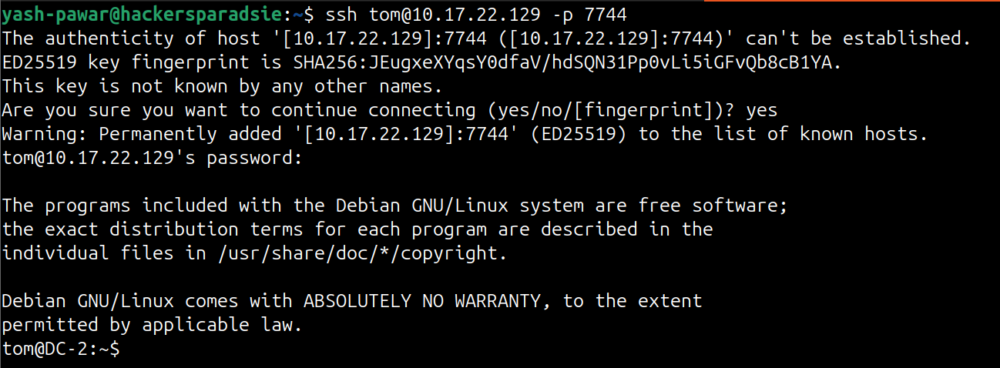 yash-pawar@hackersparadsie:~$ ssh tom@10.17.22.129 -p 7744
The authenticity of host '[10.17.22.129]:7744 ([10.17.22.129]:7744)' can't be established.
ED25519 key fingerprint is SHA256:JEugxeXYqsY0dfaV/hdSQN31Pp0vLi5iGFvQb8cB1YA.
This key is not known by any other names.
Are you sure you want to continue connecting (yes/no/[fingerprint])? yes
Warning: Permanently added '[10.17.22.129]:7744' (ED25519) to the list of known hosts.
tom@10.17.22.129's password:
The programs included with the Debian GNU/Linux system are free software;
the exact distribution terms for each program are described in the
individual files in /usr/share/doc/*/copyright.
Debian GNU/Linux comes with ABSOLUTELY NO WARRANTY, to the extent
permitted by applicable law.
tom@DC-2:~$